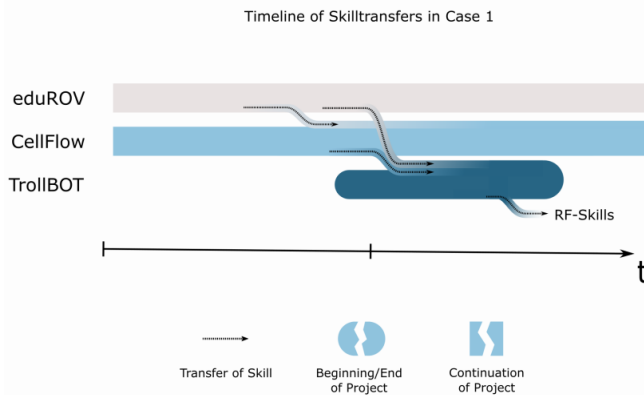 Timeline of Skilltransfers in Case 1
eduROV
CellFlow
TrollBOT
RF-Skills
t
Transfer of Skill
Beginning/End
of Project
Continuation
of Project